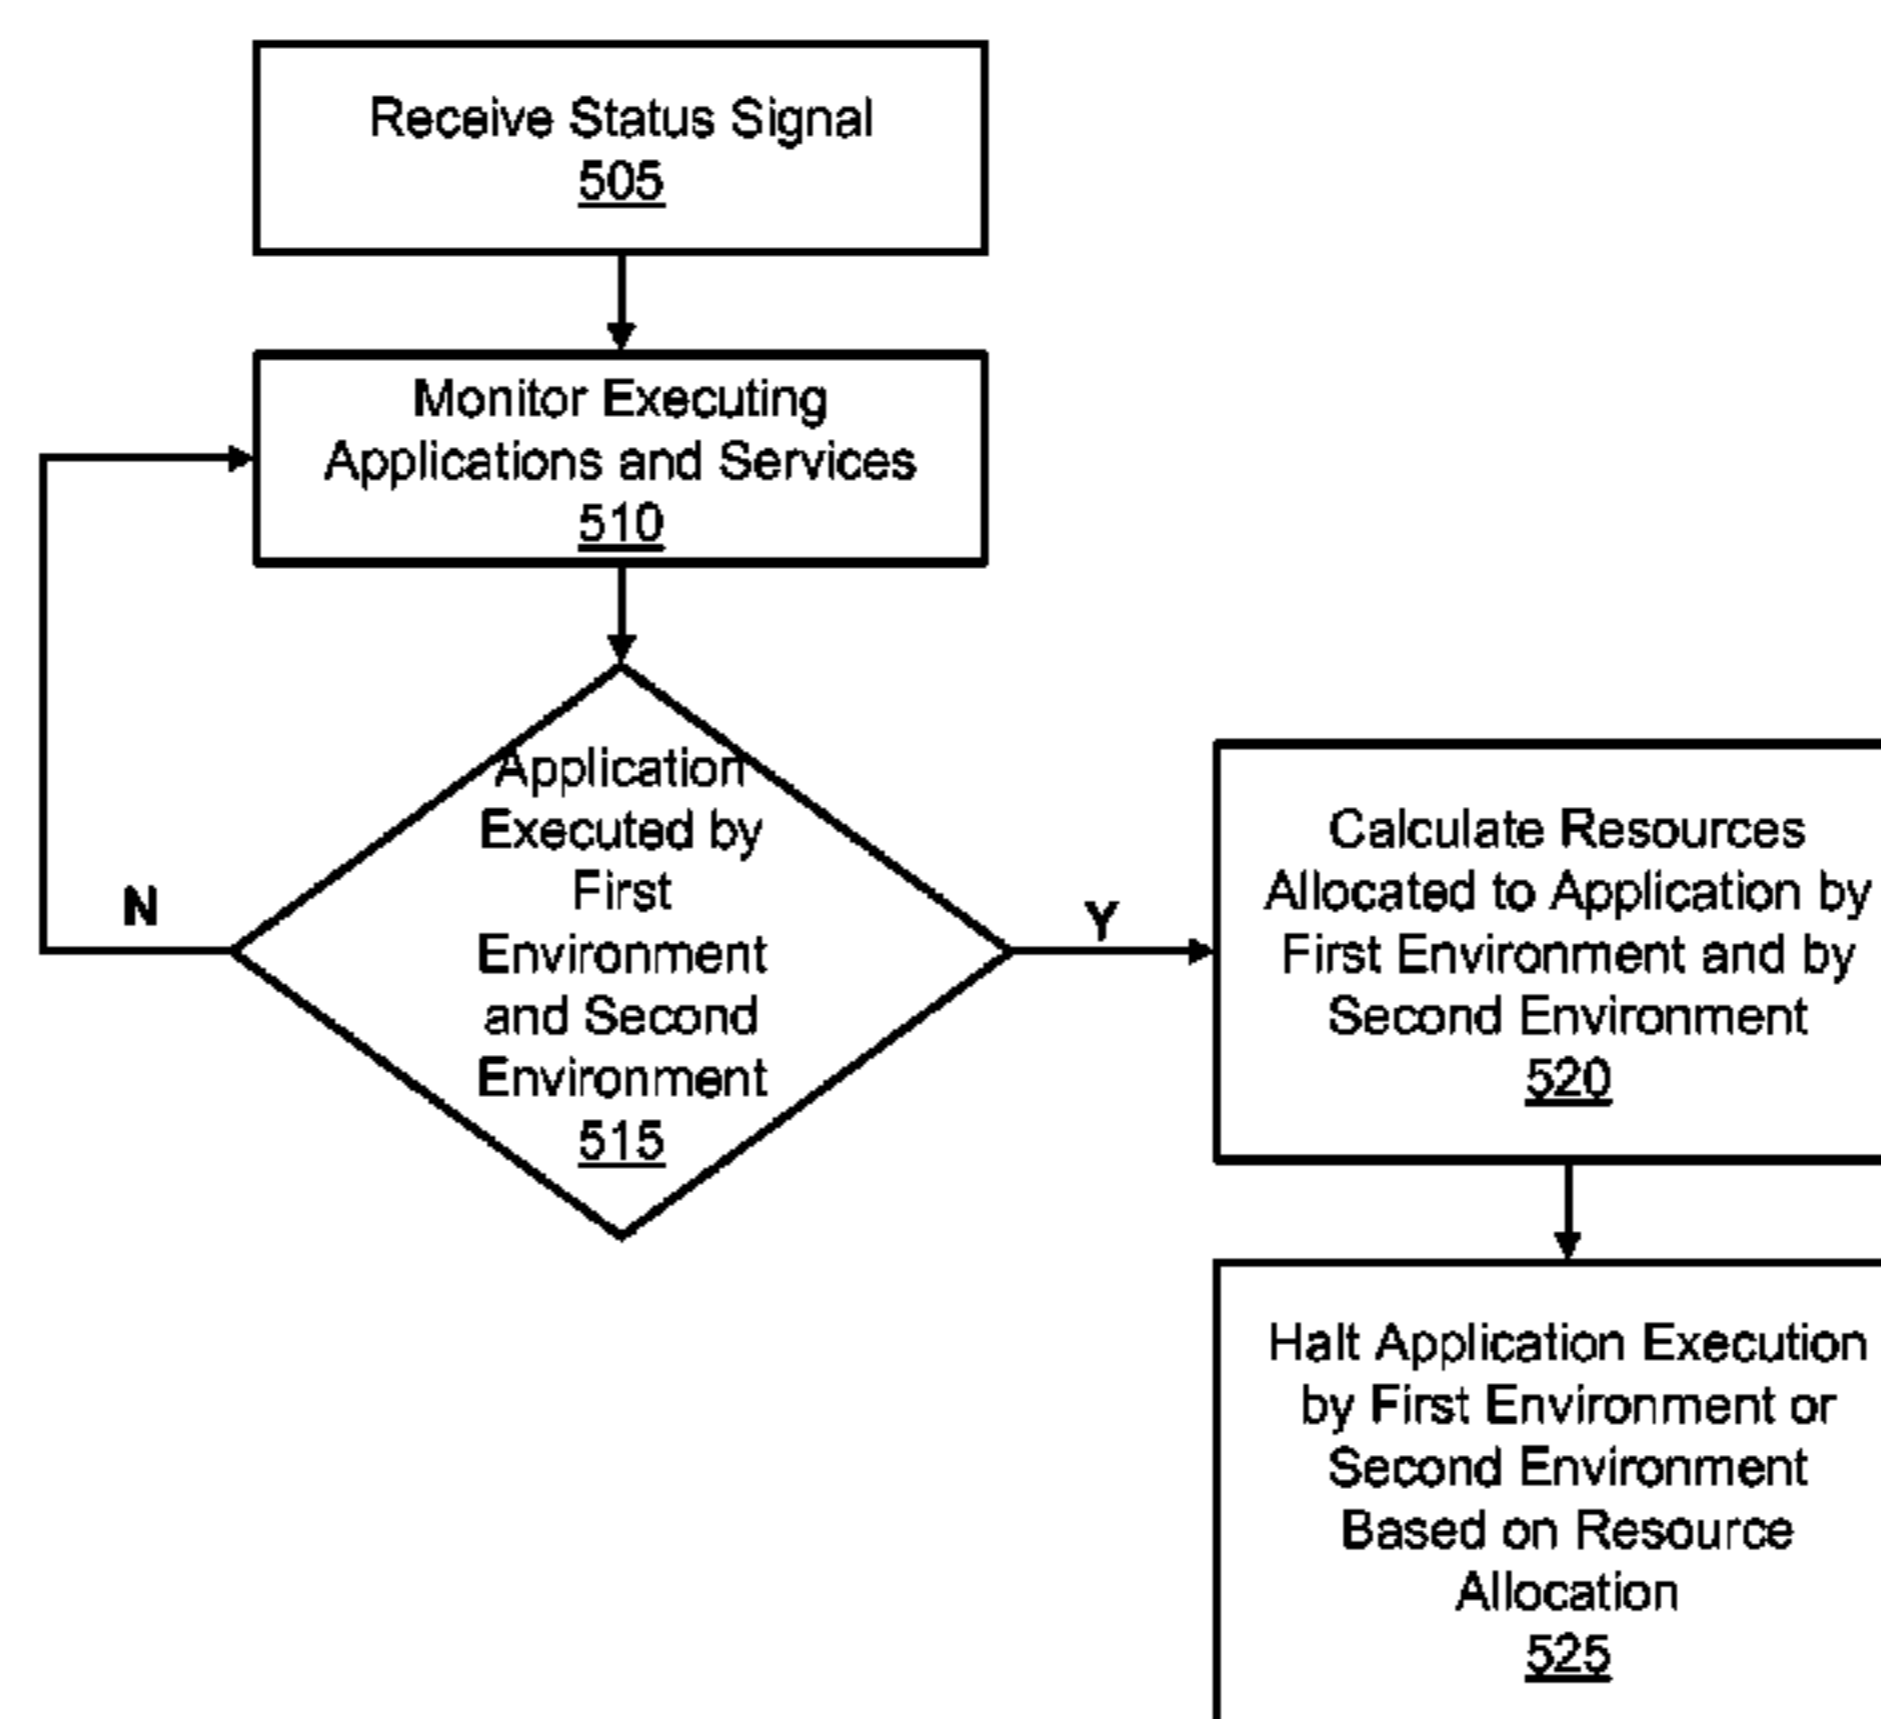 Receive Status Signal
505
Monitor Executing
Applications and Services
510
Application
Executed by
First
Environment
and Second
Environment
515
N
Y
Calculate Resources
Allocated to Application by
First Environment and by
Second Environment
520
Halt Application Execution
by First Environment or
Second Environment
Based on Resource
Allocation
525